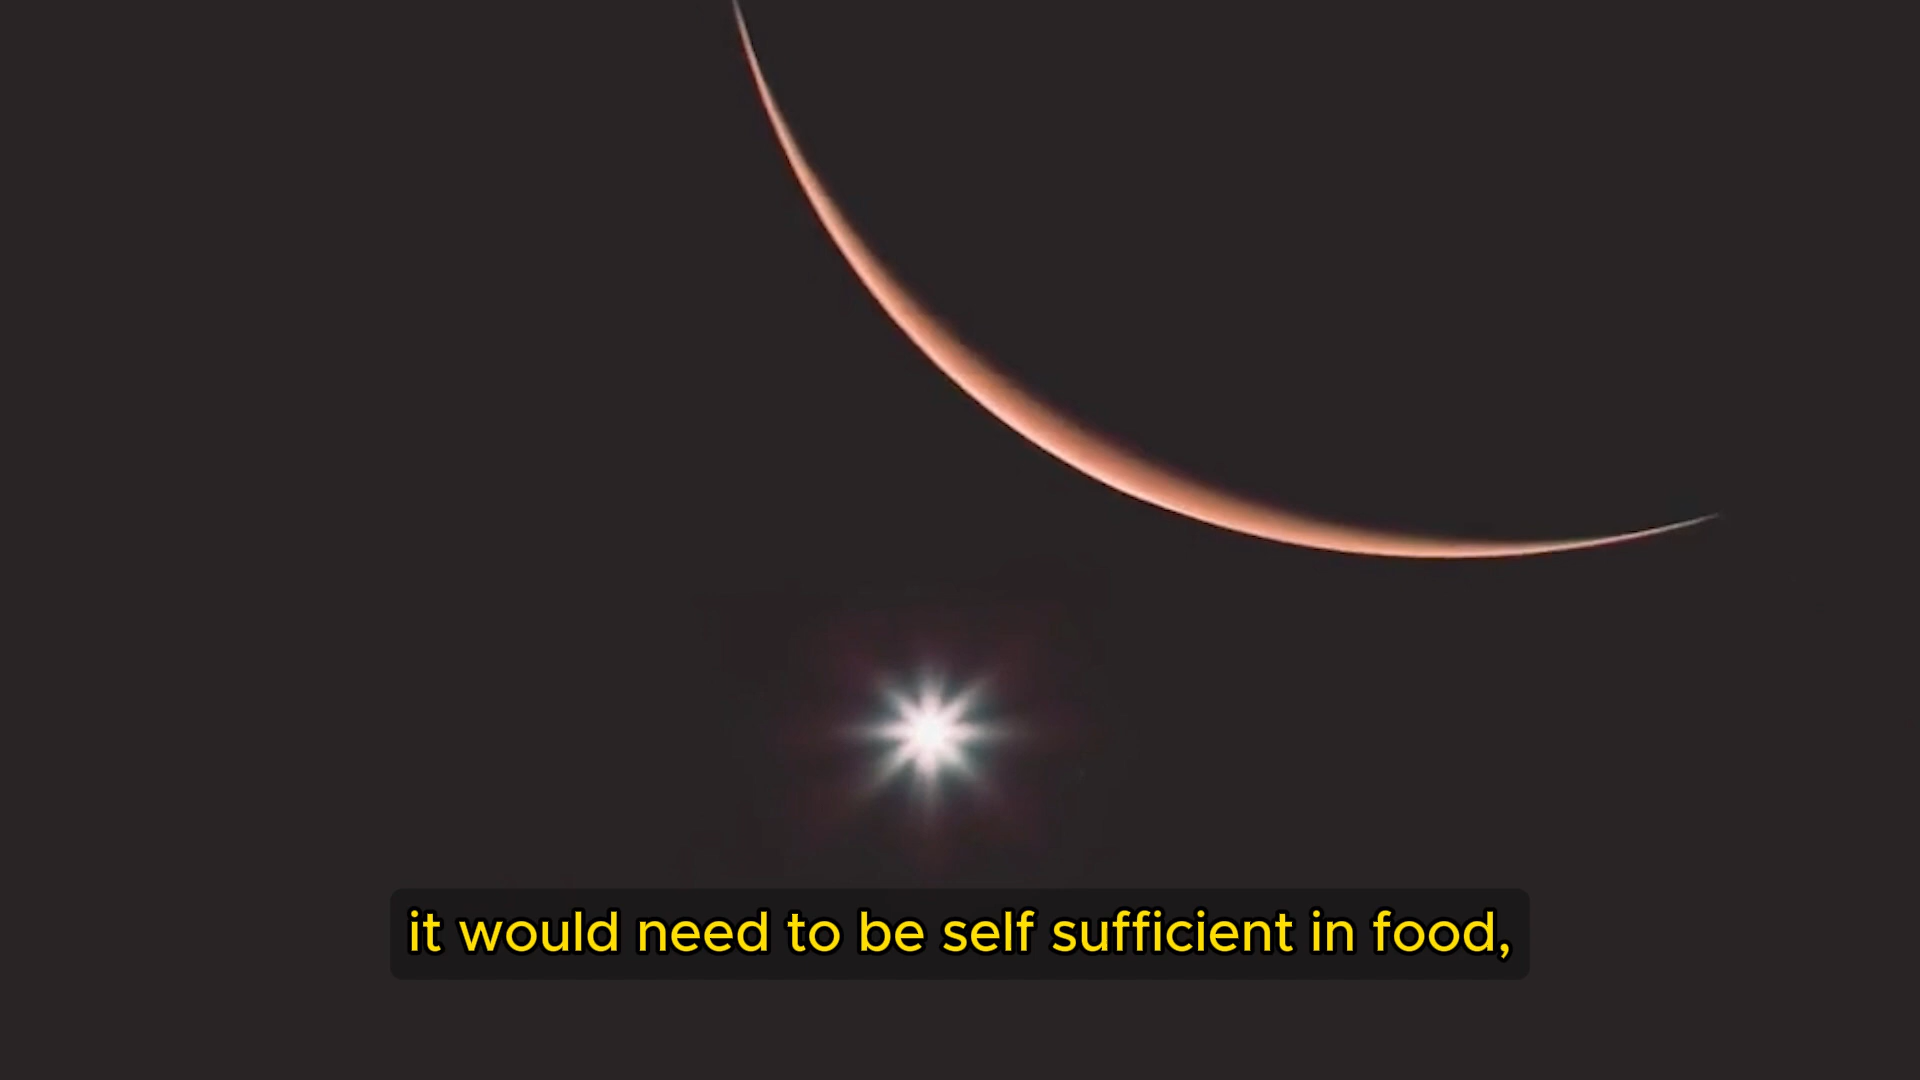 it would need to be self sufficient in food,